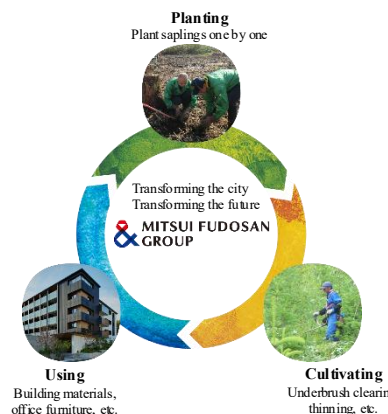 Planting
Plant saplings one by one
Transforming the city
Transforming the future
& MITSUI FUDOSAN
GROUP
Using
Building materials,
office furniture, etc.
Cultivating
Underbrush clearin
thinning, etc.